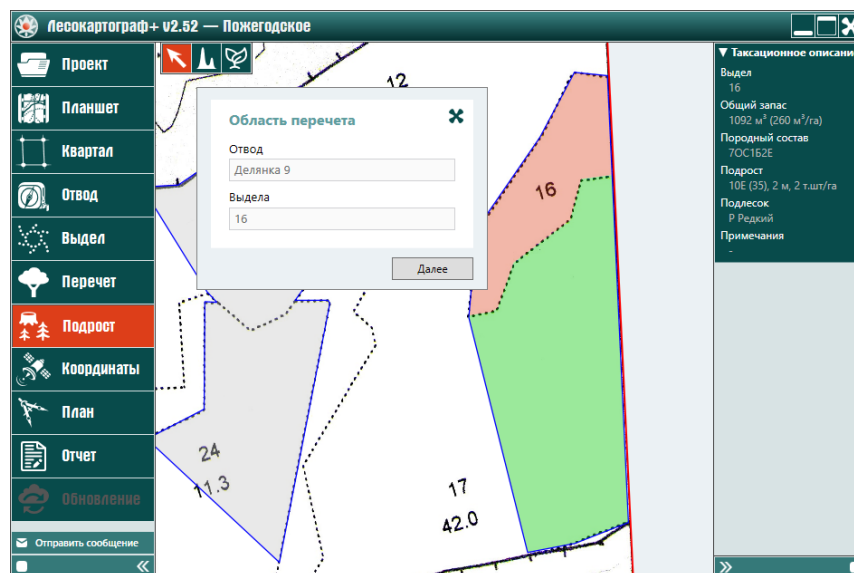 Лесокартограф+ v2.52 — Пожегодское
Проект
Планшет
Квартал
Отвод
Выдел
Перечет
Подрост
Координаты
План
Отчет
Обновление
Отправить сообщение
12
Область перечета
Отвод
Делянка 9
Выдела
16
Далее
16
24
11.3
17
42.0
▼ Таксационное описание
Выдел
16
Общий запас
1092 м³ (260 м³/га)
Породный состав
7ОС1Б2Е
Подрост
10Е (35), 2 м, 2 т.шт/га
Подлесок
Р Редкий
Примечания
-